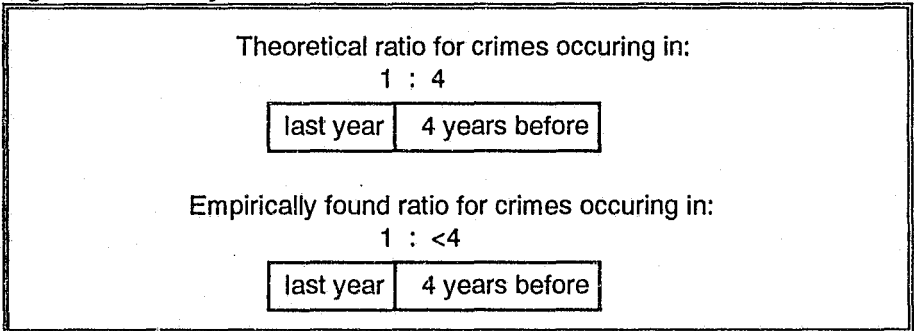 Theoretical ratio for crimes occuring in:
1 : 4
last year 4 years before
Empirically found ratio for crimes occuring in:
1 : <4
last year 4 years before